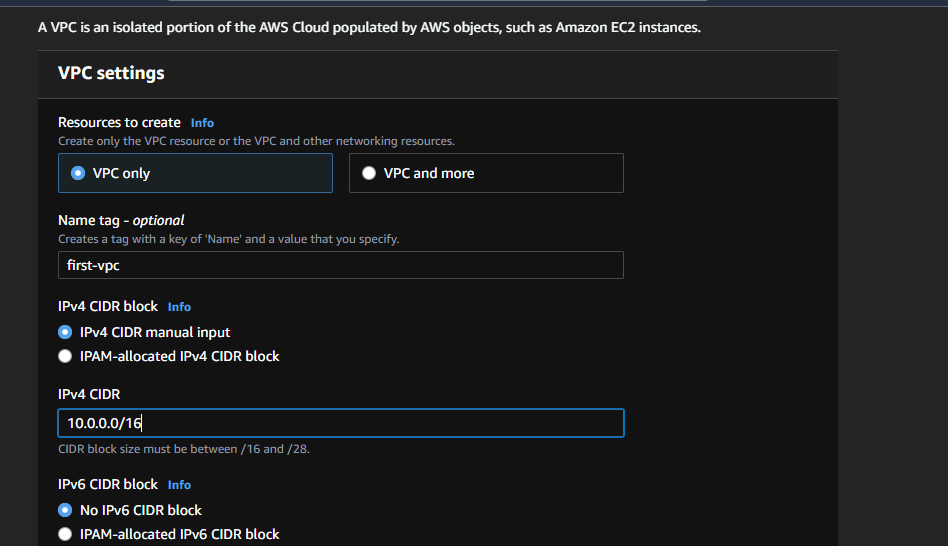 A VPC is an isolated portion of the AWS Cloud populated by AWS objects, such as Amazon EC2 instances.
VPC settings
Resources to create Info
Create only the VPC resource or the VPC and other networking resources.
VPC only
VPC and more
Name tag - optional
Creates a tag with a key of 'Name' and a value that you specify.
first-vpc
IPv4 CIDR block Info
IPv4 CIDR manual input
IPAM-allocated IPv4 CIDR block
IPv4 CIDR
10.0.0.0/16
CIDR block size must be between /16 and /28.
IPv6 CIDR block Info
No IPv6 CIDR block
IPAM-allocated IPv6 CIDR block